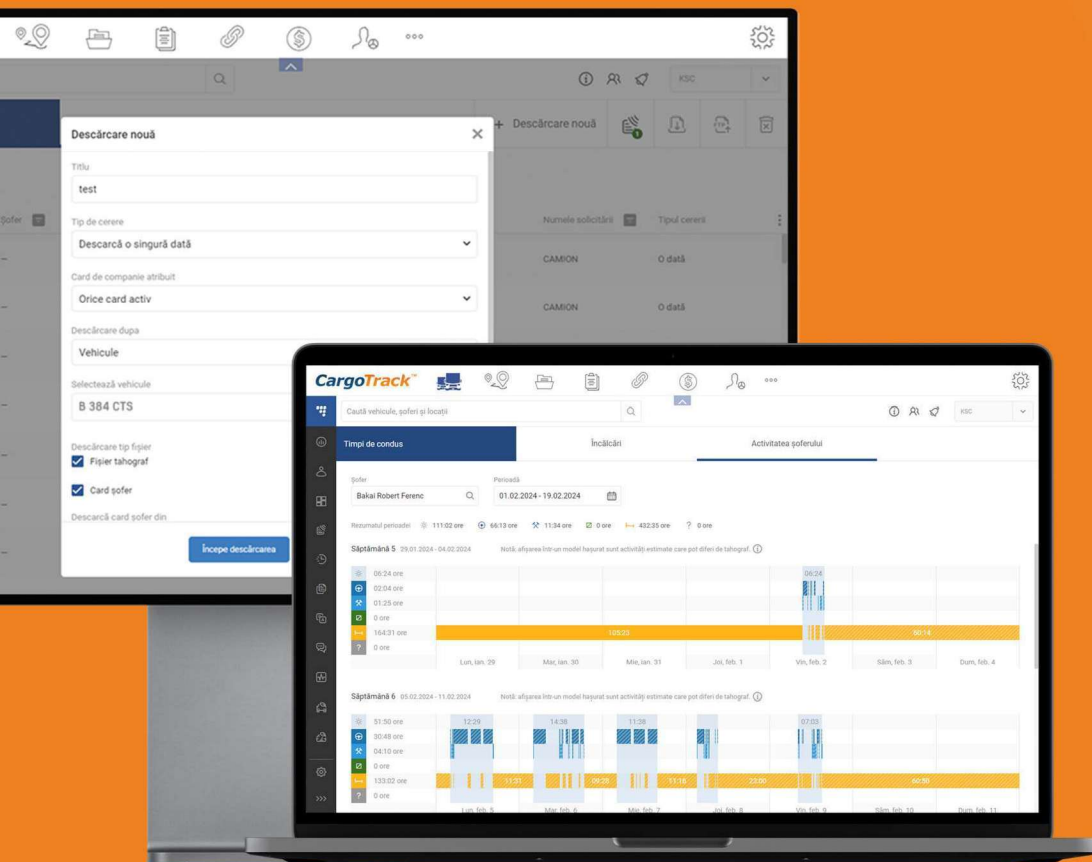 KSC
Descărcare nouă
+ Descărcare nouă
1
Titlu
test
Șofer
Tip de cerere
Numele solicitării
Tipul cererii
Descarcă o singură dată
CAMION
O dată
Card de companie atribuit
Orice card activ
CAMION
O dată
Descărcare dupa
Vehicule
Selectează vehicule
B 384 CTS
Descărcare tip fișier
Fișier tahograf
Card șofer
Descarcă card șofer din
Începe descărcarea
CargoTrack™
Caută vehicule, șoferi și locații
KSC
Timpi de condus
Încălcări
Activitatea șoferului
Șofer
Perioadă
Bakai Robert Ferenc
01.02.2024 - 19.02.2024
Rezumatul perioadei 111:02 ore 66:13 ore 11:34 ore 0 ore 432:35 ore ? 0 ore
Săptămână 5 29.01.2024 - 04.02.2024 Notă: afișarea într-un model hașurat sunt activități estimate care pot diferi de tahograf.
06:24 ore
06:24
02:04 ore
01:25 ore
0 ore
164:31 ore
105:23
50:14
? 0 ore
Lun, ian. 29 Mar, ian. 30 Mie, ian. 31 Joi, feb. 1 Vin, feb. 2 Sâm, feb. 3 Dum, feb. 4
Săptămână 6 05.02.2024 - 11.02.2024 Notă: afișarea într-un model hașurat sunt activități estimate care pot diferi de tahograf.
51:50 ore
12:29 14:38 11:38 07:03
30:48 ore
04:10 ore
0 ore
133:02 ore
11:31 09:28 11:16 23:00 60:50
? 0 ore
Lun, feb. 5 Mar, feb. 6 Mie, feb. 7 Joi, feb. 8 Vin, feb. 9 Sâm, feb. 10 Dum, feb. 11